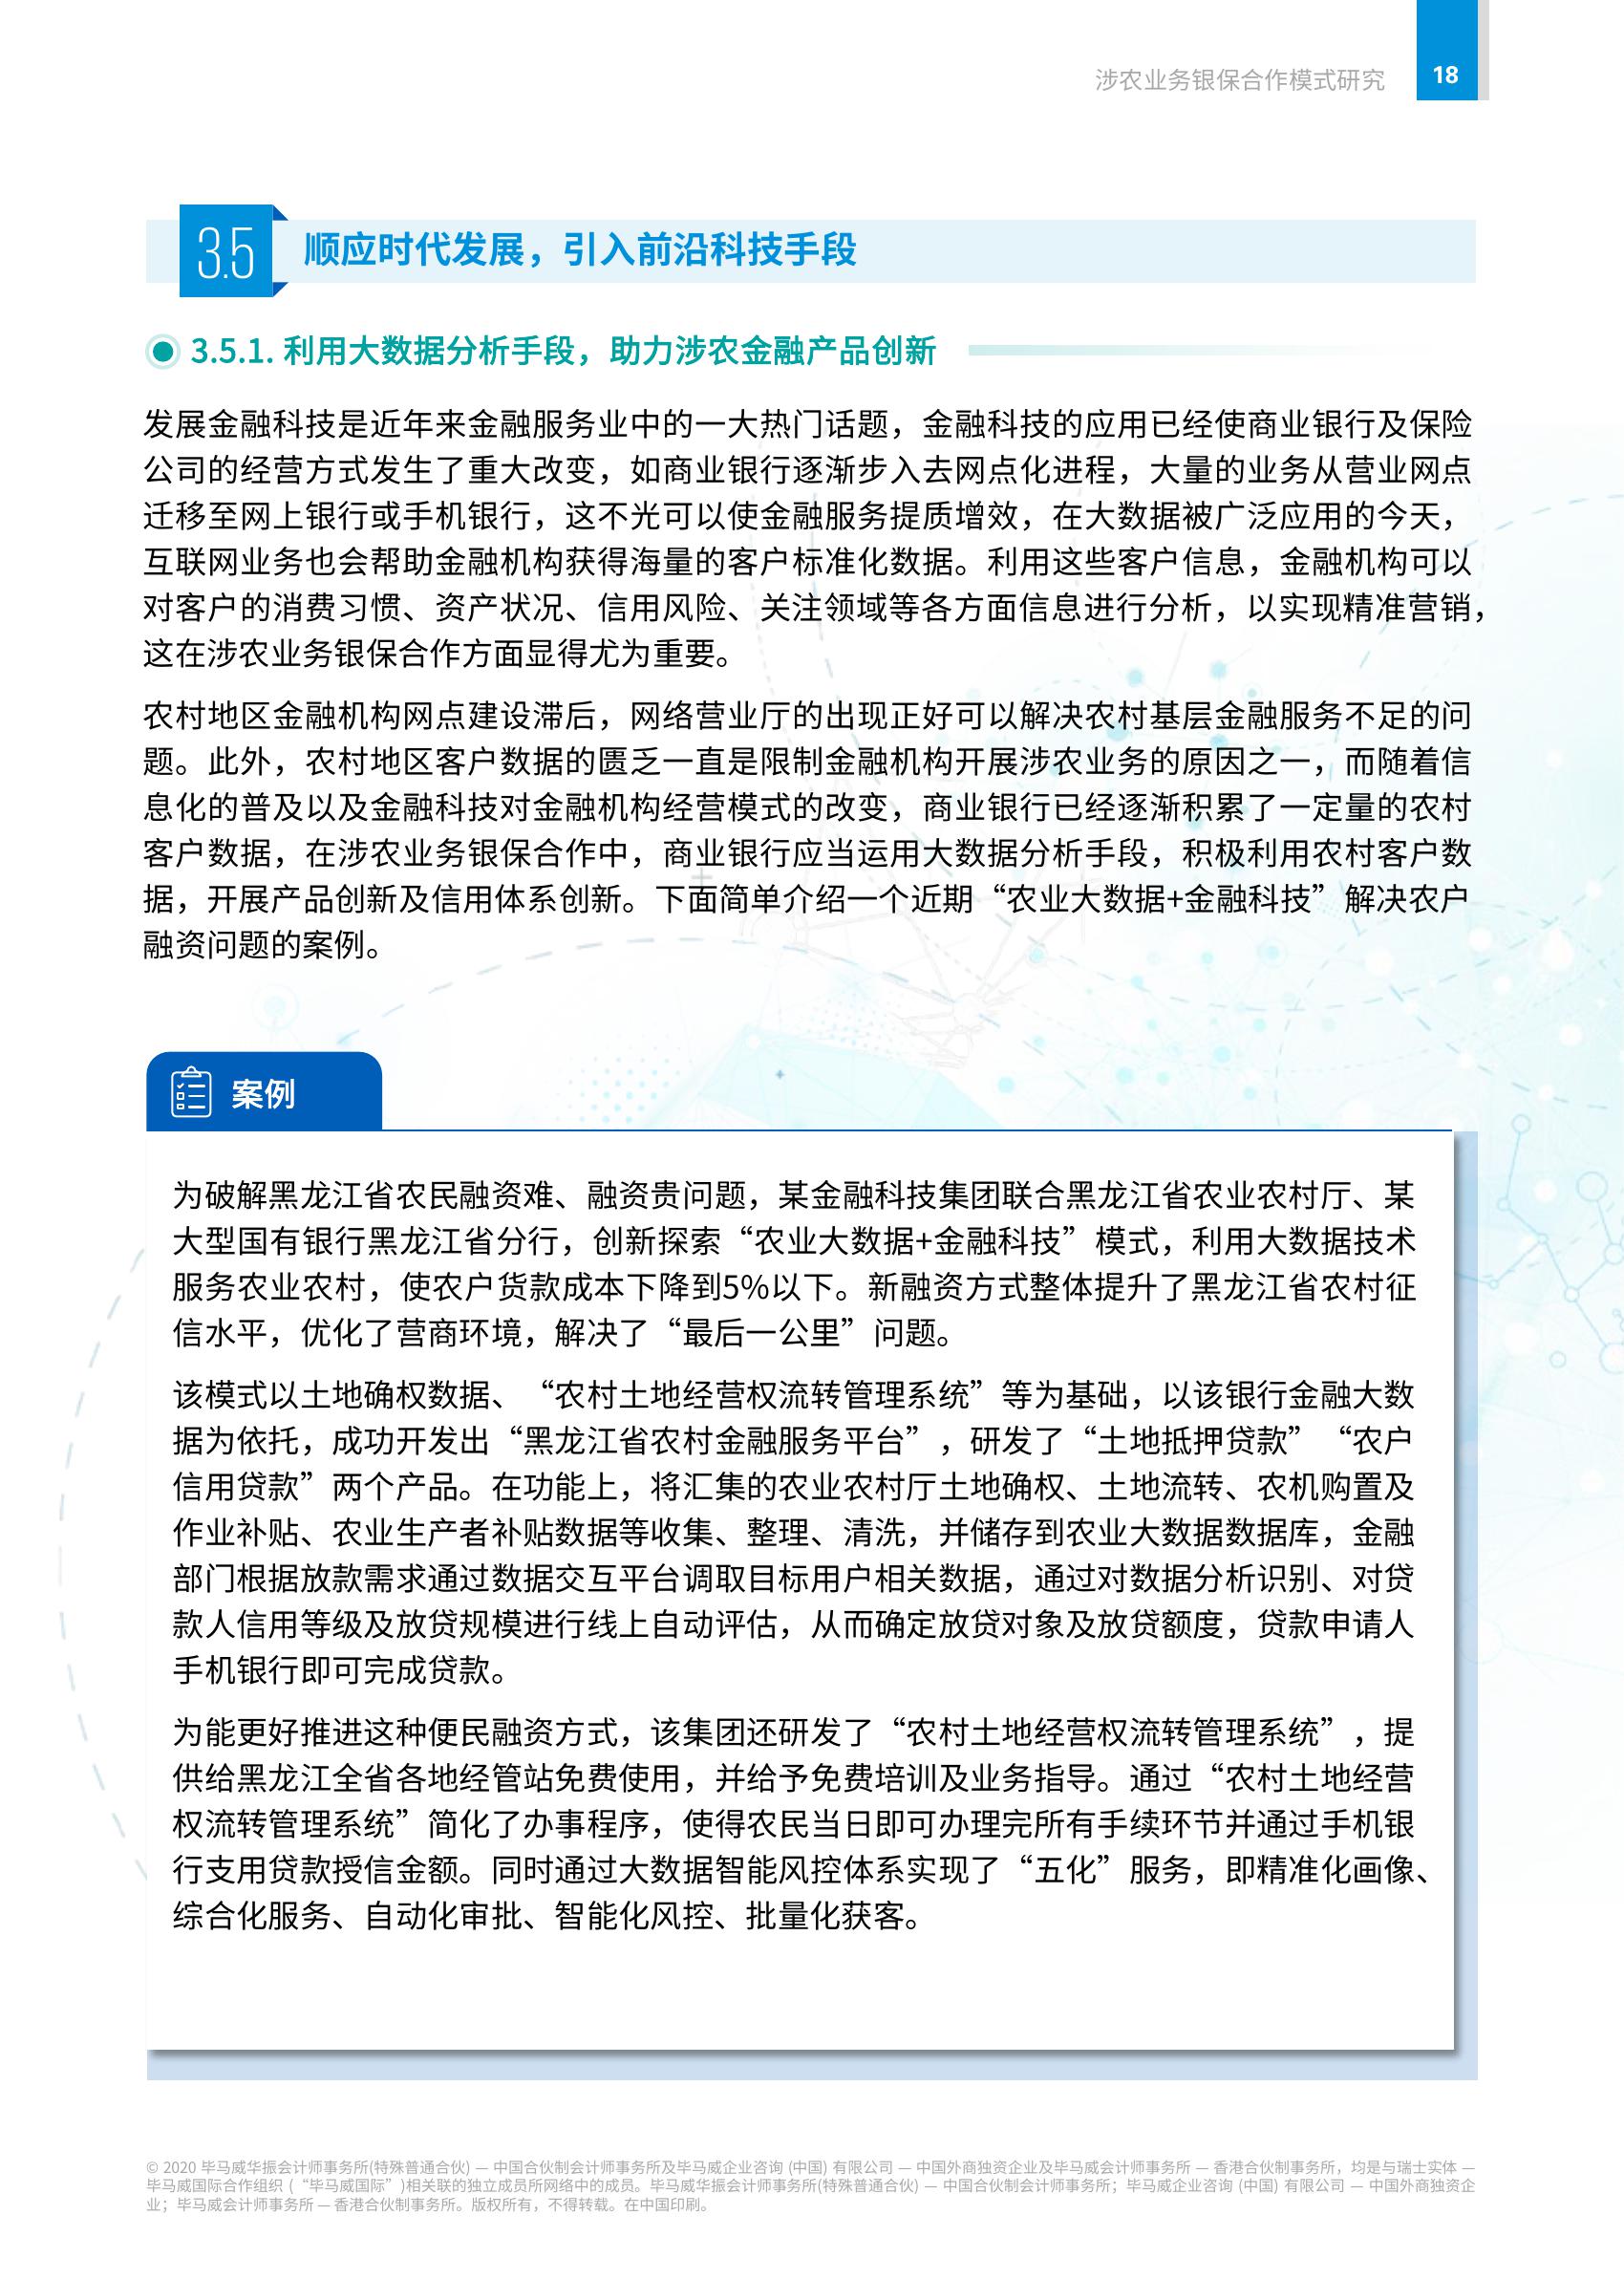 涉农业务银保合作模式研究
18
3.5
顺应时代发展，引入前沿科技手段
3.5.1. 利用大数据分析手段，助力涉农金融产品创新
发展金融科技是近年来金融服务业中的一大热门话题，金融科技的应用已经使商业银行及保险
公司的经营方式发生了重大改变，如商业银行逐渐步入去网点化进程，大量的业务从营业网点
迁移至网上银行或手机银行，这不光可以使金融服务提质增效，在大数据被广泛应用的今天，
互联网业务也会帮助金融机构获得海量的客户标准化数据。利用这些客户信息，金融机构可以
对客户的消费习惯、资产状况、信用风险、关注领域等各方面信息进行分析，以实现精准营销，
这在涉农业务银保合作方面显得尤为重要。
农村地区金融机构网点建设滞后，网络营业厅的出现正好可以解决农村基层金融服务不足的问
题。此外，农村地区客户数据的匮乏一直是限制金融机构开展涉农业务的原因之一，而随着信
息化的普及以及金融科技对金融机构经营模式的改变，商业银行已经逐渐积累了一定量的农村
客户数据，在涉农业务银保合作中，商业银行应当运用大数据分析手段，积极利用农村客户数
据，开展产品创新及信用体系创新。下面简单介绍一个近期“农业大数据+金融科技”解决农户
融资问题的案例。
案例
为破解黑龙江省农民融资难、融资贵问题，某金融科技集团联合黑龙江省农业农村厅、某
大型国有银行黑龙江省分行，创新探索“农业大数据+金融科技”模式，利用大数据技术
服务农业农村，使农户货款成本下降到5%以下。新融资方式整体提升了黑龙江省农村征
信水平，优化了营商环境，解决了“最后一公里”问题。
该模式以土地确权数据、“农村土地经营权流转管理系统”等为基础，以该银行金融大数
据为依托，成功开发出“黑龙江省农村金融服务平台”，研发了“土地抵押贷款”“农户
信用贷款”两个产品。在功能上，将汇集的农业农村厅土地确权、土地流转、农机购置及
作业补贴、农业生产者补贴数据等收集、整理、清洗，并储存到农业大数据数据库，金融
部门根据放款需求通过数据交互平台调取目标用户相关数据，通过对数据分析识别、对贷
款人信用等级及放贷规模进行线上自动评估，从而确定放贷对象及放贷额度，贷款申请人
手机银行即可完成贷款。
为能更好推进这种便民融资方式，该集团还研发了“农村土地经营权流转管理系统”，提
供给黑龙江全省各地经管站免费使用，并给予免费培训及业务指导。通过“农村土地经营
权流转管理系统”简化了办事程序，使得农民当日即可办理完所有手续环节并通过手机银
行支用贷款授信金额。同时通过大数据智能风控体系实现了“五化”服务，即精准化画像、
综合化服务、自动化审批、智能化风控、批量化获客。
© 2020 毕马威华振会计师事务所(特殊普通合伙) — 中国合伙制会计师事务所及毕马威企业咨询 (中国) 有限公司 — 中国外商独资企业及毕马威会计师事务所 — 香港合伙制事务所，均是与瑞士实体 —
毕马威国际合作组织 (“毕马威国际”)相关联的独立成员所网络中的成员。毕马威华振会计师事务所(特殊普通合伙) — 中国合伙制会计师事务所；毕马威企业咨询 (中国) 有限公司 — 中国外商独资企
业；毕马威会计师事务所 — 香港合伙制事务所。版权所有，不得转载。在中国印刷。